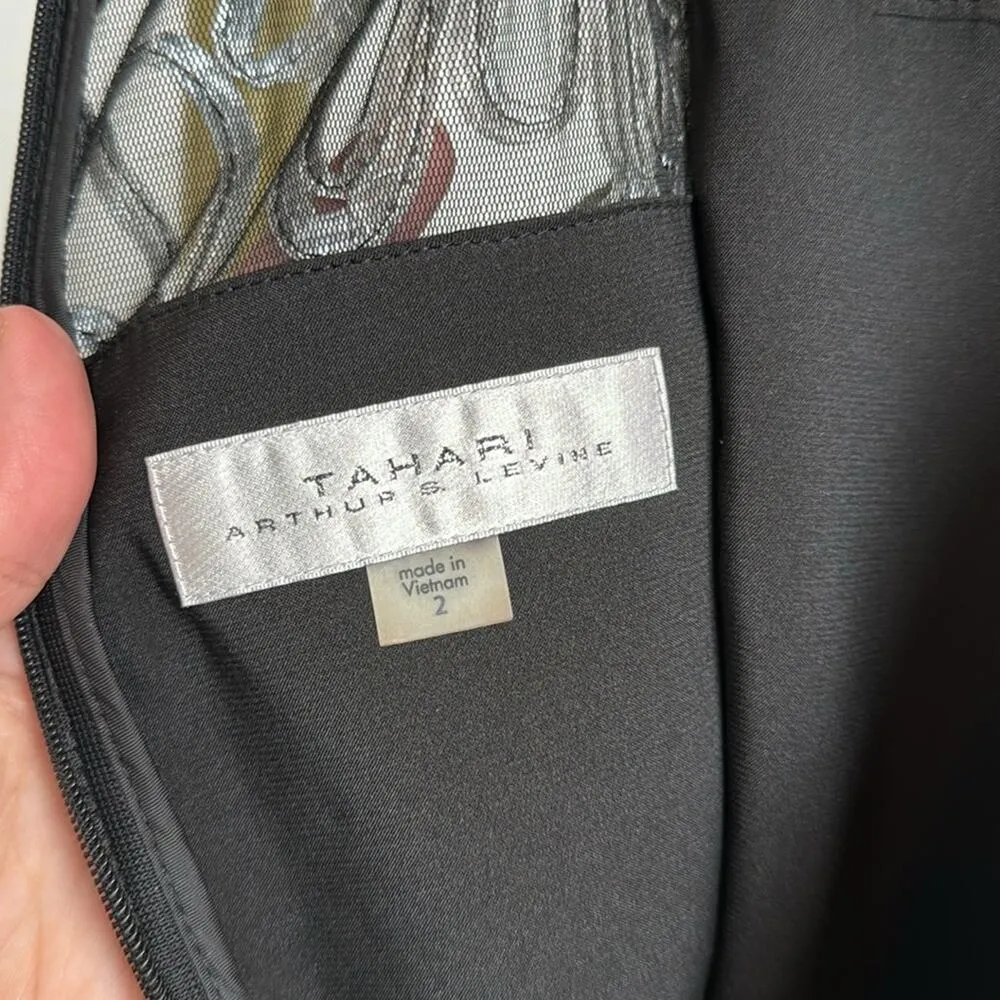 TAHARI
ARTHUR S. LEVINE
made in
Vietnam
2